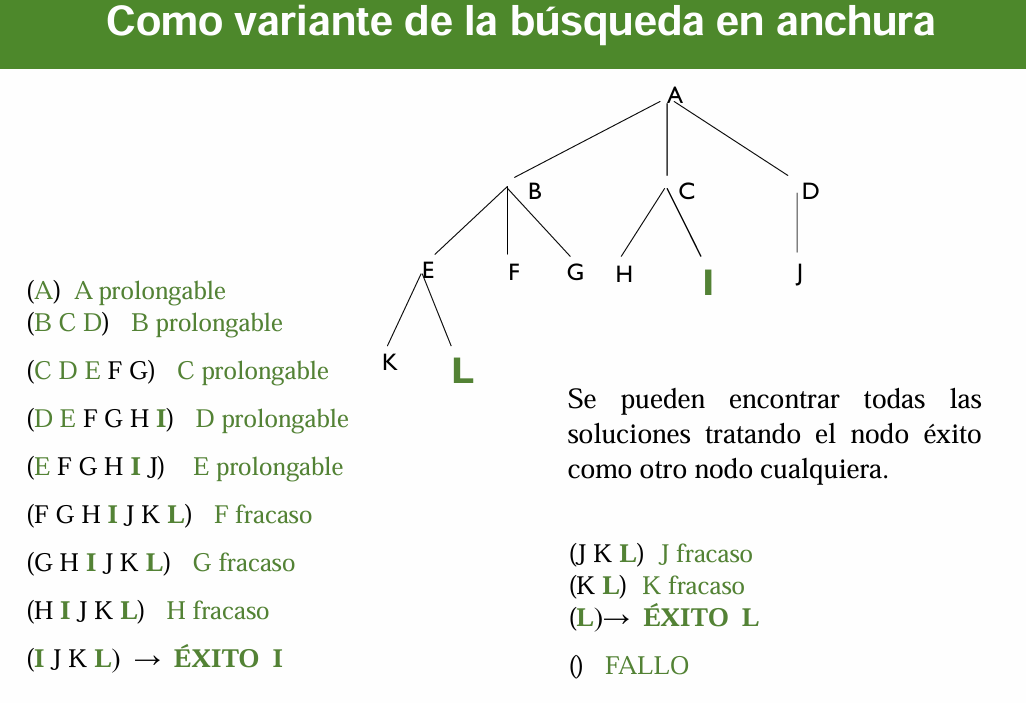 Como variante de la búsqueda en anchura
A
B C D
E F G H I J
K L
(A) A prolongable
(B C D) B prolongable
(C D E F G) C prolongable
(D E F G H I) D prolongable
(E F G H I J) E prolongable
(F G H I J K L) F fracaso
(G H I J K L) G fracaso
(H I J K L) H fracaso
(I J K L) → ÉXITO I
Se pueden encontrar todas las
soluciones tratando el nodo éxito
como otro nodo cualquiera.
(J K L) J fracaso
(K L) K fracaso
(L)→ ÉXITO L
() FALLO